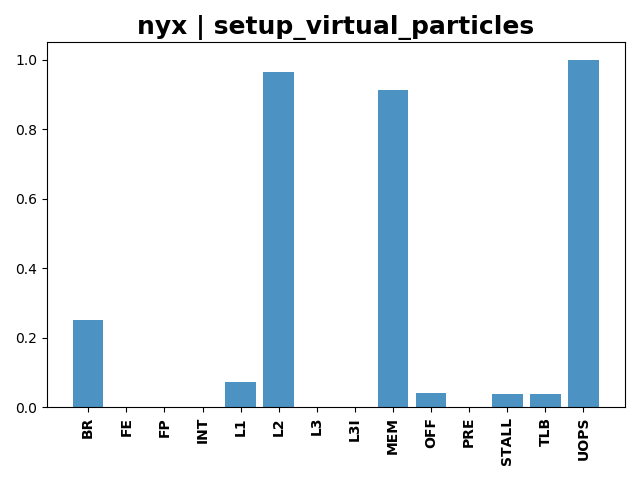 nyx | setup_virtual_particles
1.0
0.8
0.6
0.4
0.2
0.0
BR
FE
FP
INT
L1
L2
L3
L3I
MEM
OFF
PRE
STALL
TLB
UOPS